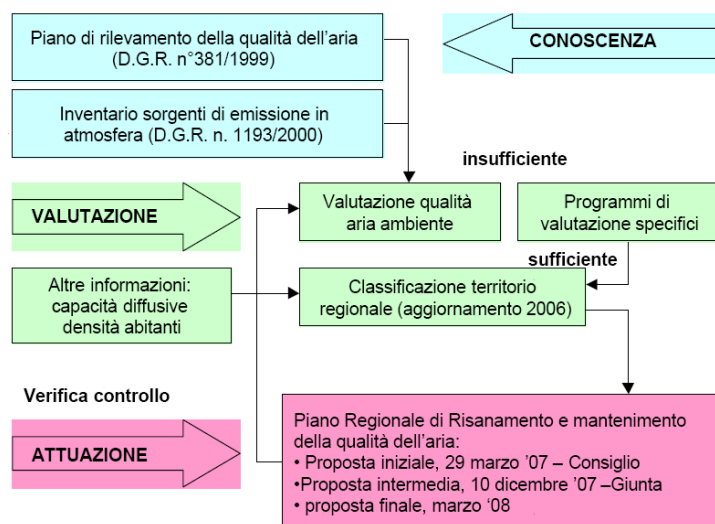 Piano di rilevamento della qualità dell'aria
(D.G.R. n°381/1999)
CONOSCENZA
Inventario sorgenti di emissione in
atmosfera (D.G.R. n. 1193/2000)
insufficiente
VALUTAZIONE
Valutazione qualità
aria ambiente
Programmi di
valutazione specifici
sufficiente
Altre informazioni:
capacità diffusive
densità abitanti
Classificazione territorio
regionale (aggiornamento 2006)
Verifica controllo
ATTUAZIONE
Piano Regionale di Risanamento e mantenimento
della qualità dell'aria:
• Proposta iniziale, 29 marzo '07 – Consiglio
•Proposta intermedia, 10 dicembre '07 –Giunta
• proposta finale, marzo '08